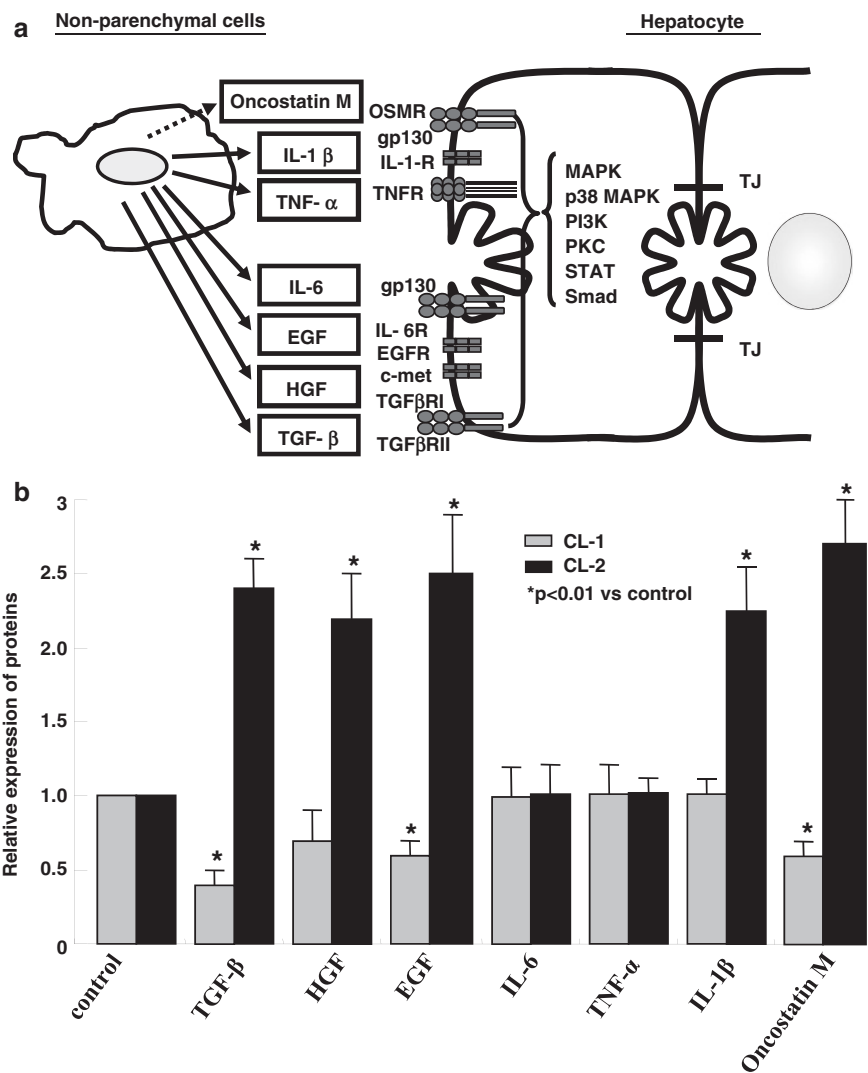 a
Non-parenchymal cells
Hepatocyte
Oncostatin M
IL-1 β
TNF- α
IL-6
EGF
HGF
TGF- β
OSMR
gp130
IL-1-R
TNFR
gp130
IL- 6R
EGFR
c-met
TGFβRI
TGFβRII
MAPK
p38 MAPK
PI3K
PKC
STAT
Smad
TJ
TJ
b
Relative expression of proteins
3
2.5
2.0
1.5
1.0
0.5
0
CL-1
CL-2
*p<0.01 vs control
* * * * * * * *
control
TGF-β
HGF
EGF
IL-6
TNF-α
IL-1β
Oncostatin M